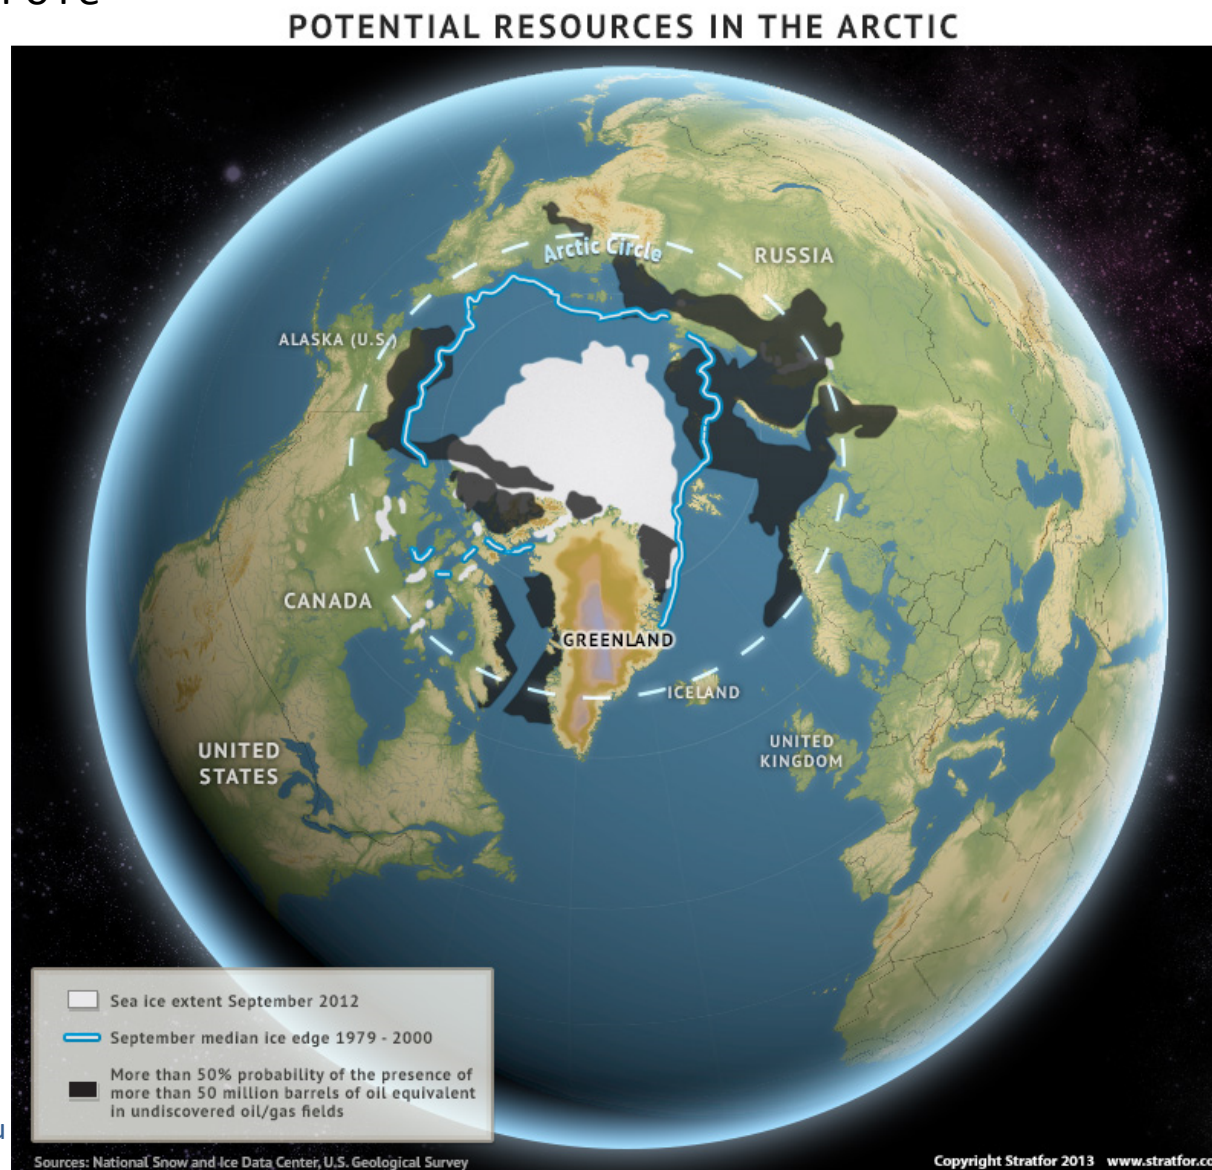 POTENTIAL RESOURCES IN THE ARCTIC
Arctic Circle
RUSSIA
ALASKA (U.S.)
CANADA
GREENLAND
ICELAND
UNITED
STATES
UNITED
KINGDOM
Sea ice extent September 2012
September median ice edge 1979 - 2000
More than 50% probability of the presence of
more than 50 million barrels of oil equivalent
in undiscovered oil/gas fields
Sources: National Snow and Ice Data Center, U.S. Geological Survey
Copyright Stratfor 2013 www.stratfor.co